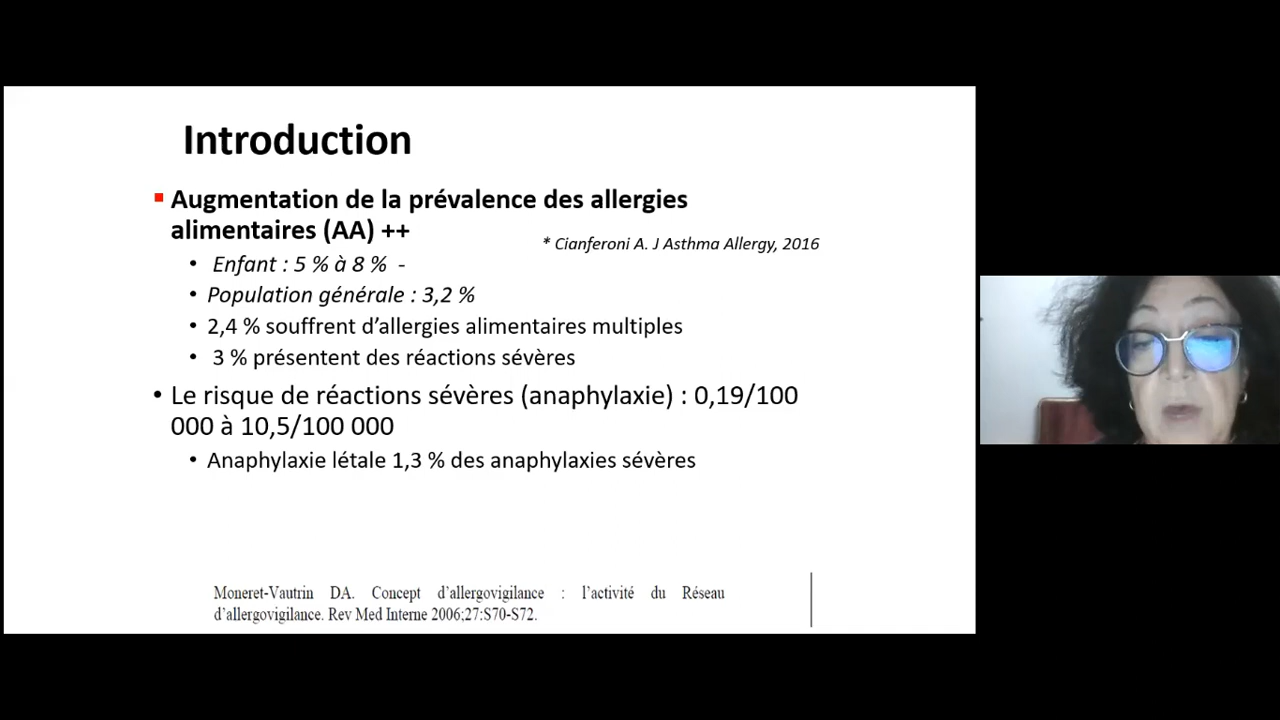 Introduction
Augmentation de la prévalence des allergies
alimentaires (AA) ++
* Cianferoni A. J Asthma Allergy, 2016
• Enfant : 5 % à 8 % -
• Population générale : 3,2 %
• 2,4 % souffrent d’allergies alimentaires multiples
• 3 % présentent des réactions sévères
• Le risque de réactions sévères (anaphylaxie) : 0,19/100
000 à 10,5/100 000
• Anaphylaxie létale 1,3 % des anaphylaxies sévères
Moneret-Vautrin DA. Concept d’allergovigilance : l’activité du Réseau
d’allergovigilance. Rev Med Interne 2006;27:S70-S72.